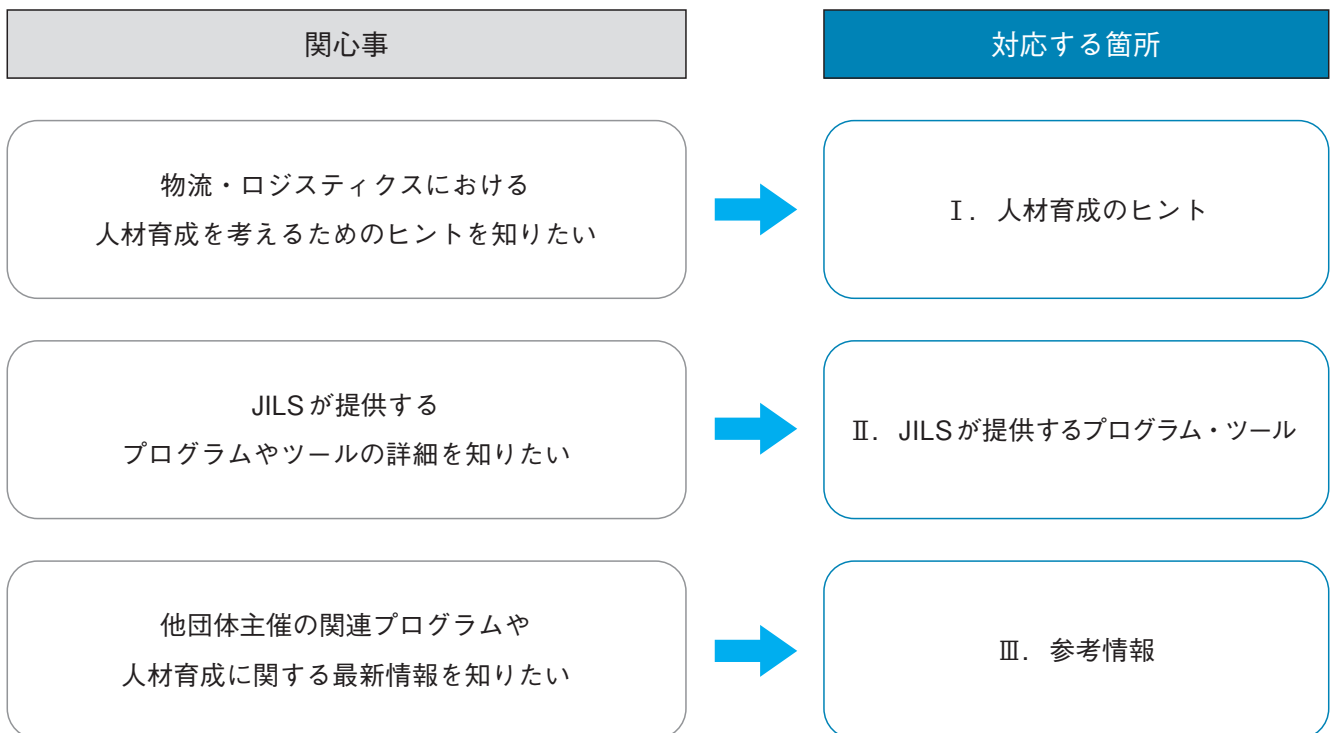 関心事
対応する箇所
物流・ロジスティクスにおける
人材育成を考えるためのヒントを知りたい
Ⅰ．人材育成のヒント
JILSが提供する
プログラムやツールの詳細を知りたい
Ⅱ．JILSが提供するプログラム・ツール
他団体主催の関連プログラムや
人材育成に関する最新情報を知りたい
Ⅲ．参考情報